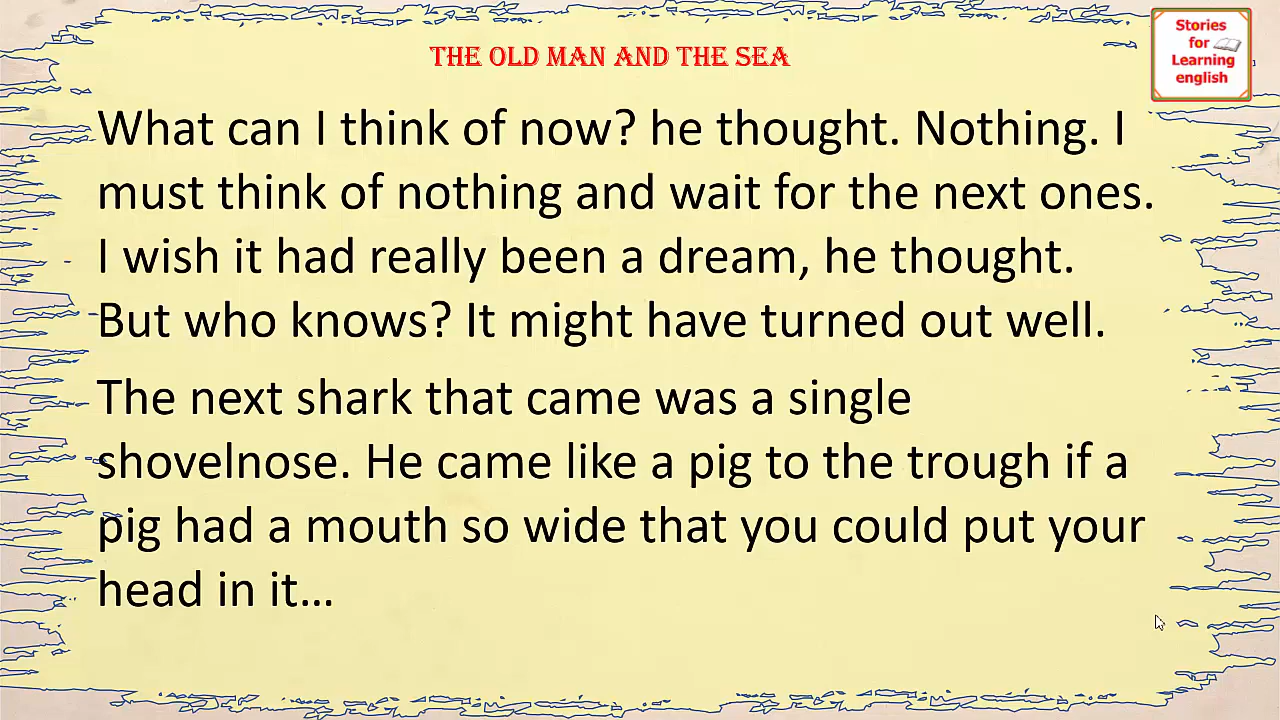 THE OLD MAN AND THE SEA
Stories
for
Learning
english
What can I think of now? he thought. Nothing. I
must think of nothing and wait for the next ones.
I wish it had really been a dream, he thought.
But who knows? It might have turned out well.
The next shark that came was a single
shovelnose. He came like a pig to the trough if a
pig had a mouth so wide that you could put your
head in it…